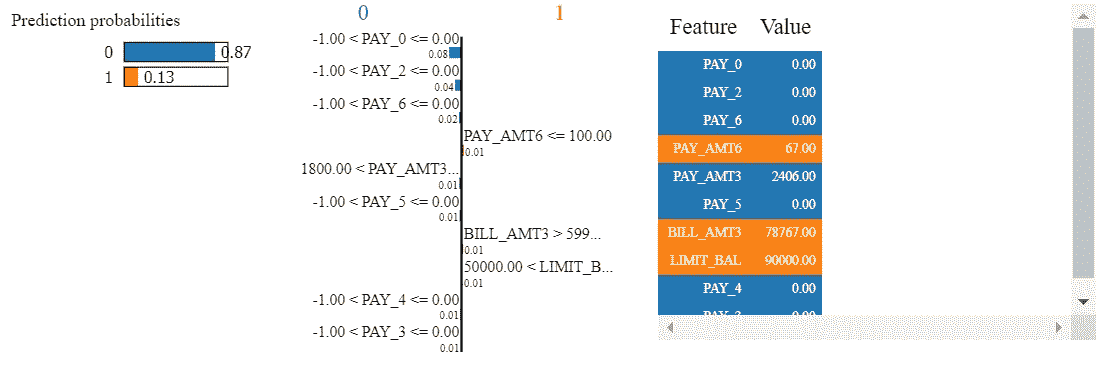 Prediction probabilities
0 0.87
1 0.13
0 1
-1.00 < PAY_0 <= 0.00
0.08
-1.00 < PAY_2 <= 0.00
0.04
-1.00 < PAY_6 <= 0.00
0.02
PAY_AMT6 <= 100.00
0.01
1800.00 < PAY_AMT3...
0.01
-1.00 < PAY_5 <= 0.00
0.01
BILL_AMT3 > 599...
0.01
50000.00 < LIMIT_B...
0.01
-1.00 < PAY_4 <= 0.00
0.01
-1.00 < PAY_3 <= 0.00
0.01
Feature Value
PAY_0 0.00
PAY_2 0.00
PAY_6 0.00
PAY_AMT6 67.00
PAY_AMT3 2406.00
PAY_5 0.00
BILL_AMT3 78767.00
LIMIT_BAL 90000.00
PAY_4 0.00
PAY_3 0.00